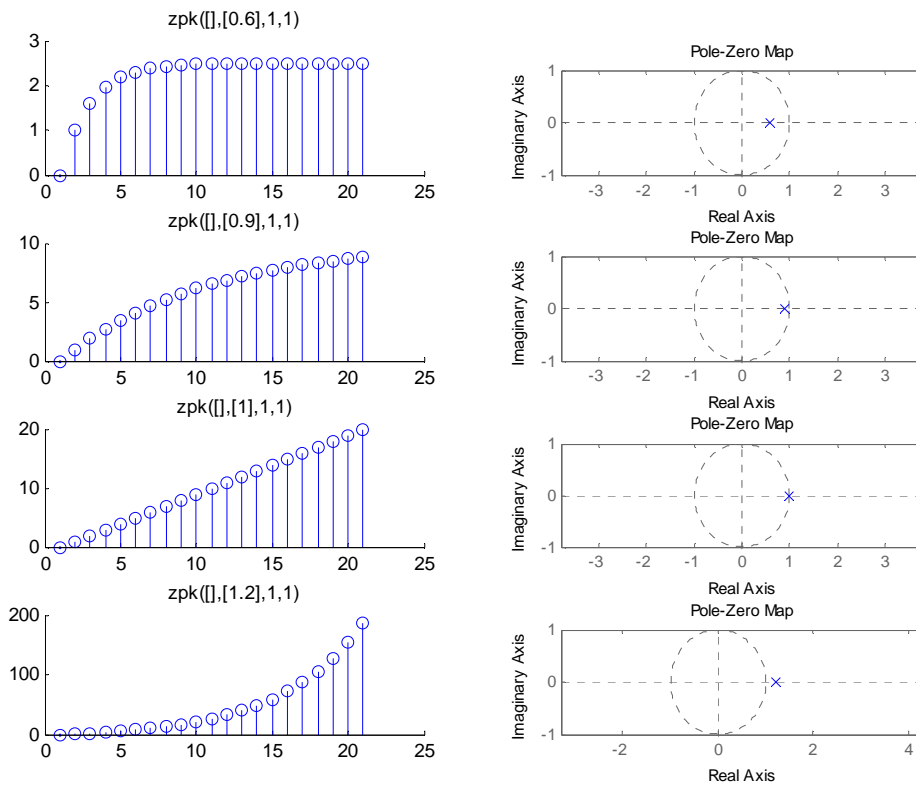 zpk([],[0.6],1,1)
3
2
1
0
0 5 10 15 20 25
Pole-Zero Map
Imaginary Axis
1
0
-1
-3 -2 -1 0 1 2 3
Real Axis
zpk([],[0.9],1,1)
10
5
0
0 5 10 15 20 25
Pole-Zero Map
Imaginary Axis
1
0
-1
-3 -2 -1 0 1 2 3
Real Axis
zpk([],[1],1,1)
20
10
0
0 5 10 15 20 25
Pole-Zero Map
Imaginary Axis
1
0
-1
-3 -2 -1 0 1 2 3
Real Axis
zpk([],[1.2],1,1)
200
100
0
0 5 10 15 20 25
Pole-Zero Map
Imaginary Axis
1
0
-1
-2 0 2 4
Real Axis